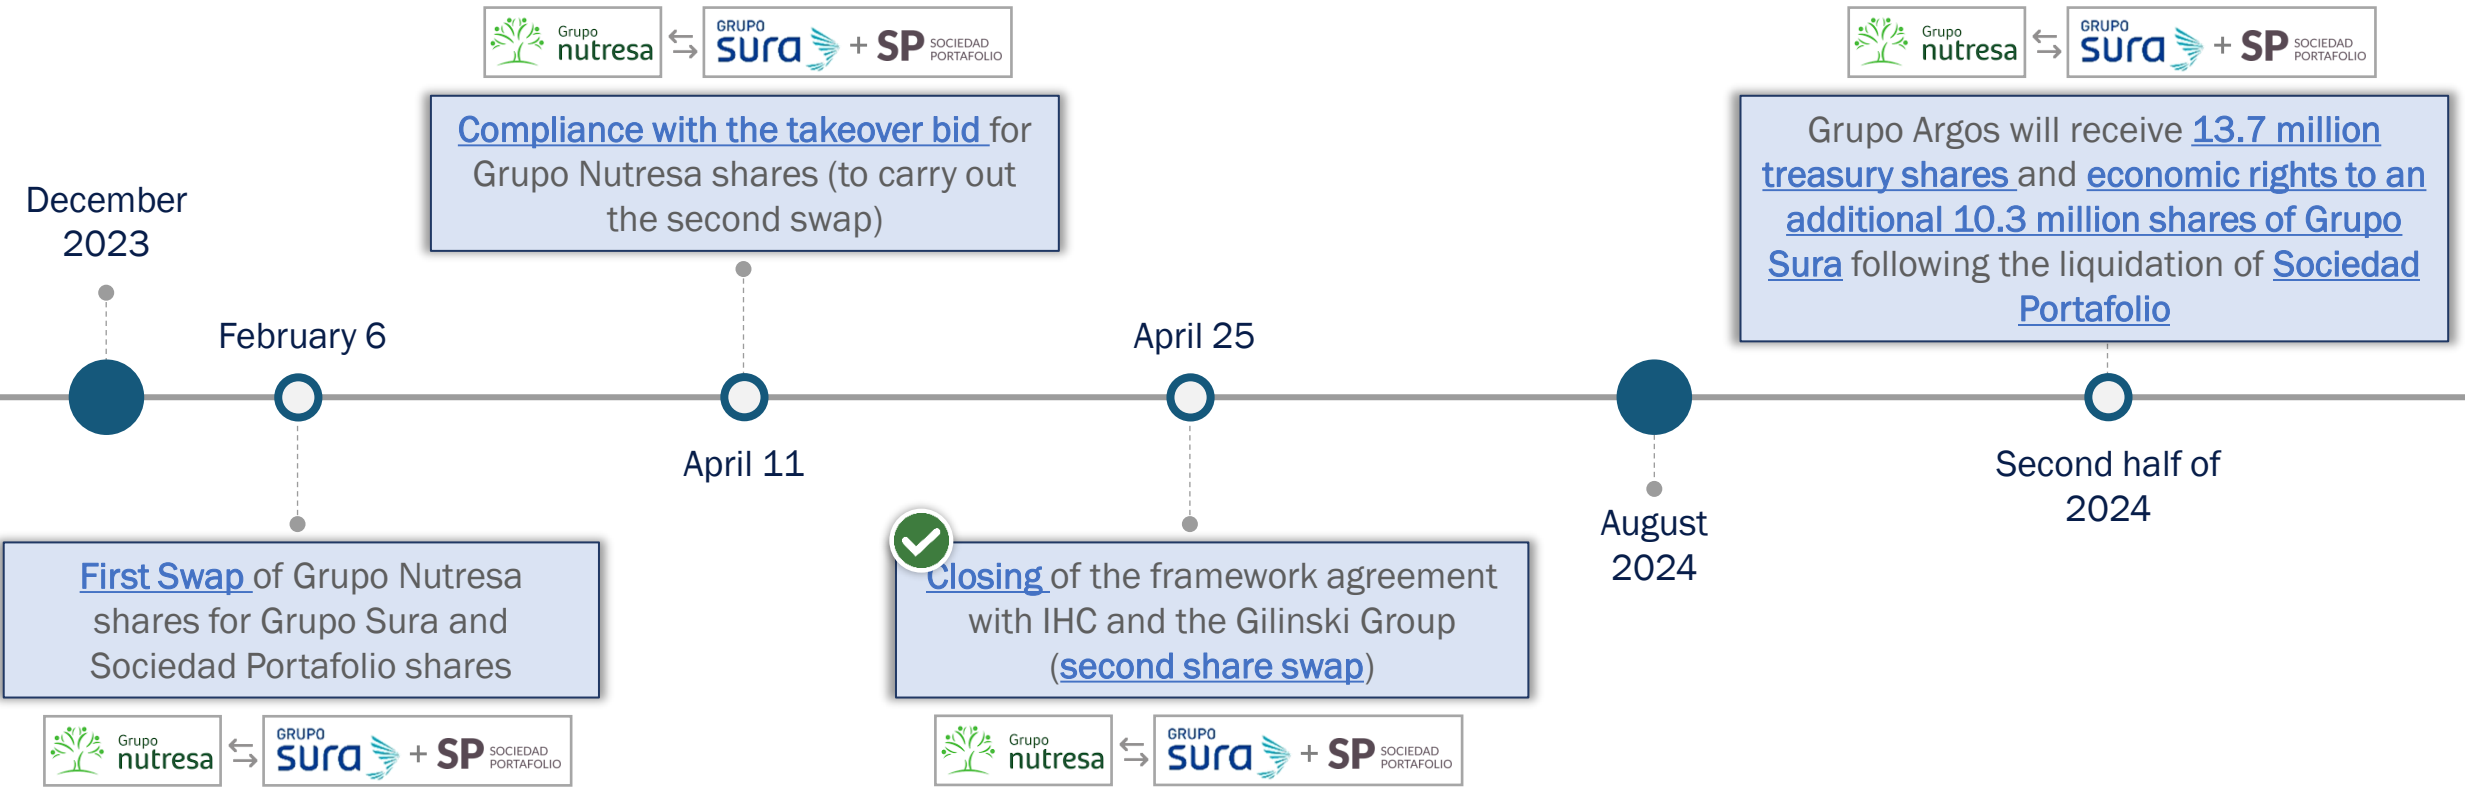 Grupo
nutresa
GRUPO
sura
+ SP SOCIEDAD
PORTAFOLIO
Grupo
nutresa
GRUPO
sura
+ SP SOCIEDAD
PORTAFOLIO
Compliance with the takeover bid for
Grupo Nutresa shares (to carry out
the second swap)
Grupo Argos will receive 13.7 million
treasury shares and economic rights to an
additional 10.3 million shares of Grupo
Sura following the liquidation of Sociedad
Portafolio
December
2023
February 6
April 11
April 25
August
2024
Second half of
2024
First Swap of Grupo Nutresa
shares for Grupo Sura and
Sociedad Portafolio shares
Closing of the framework agreement
with IHC and the Gilinski Group
(second share swap)
Grupo
nutresa
GRUPO
sura
+ SP SOCIEDAD
PORTAFOLIO
Grupo
nutresa
GRUPO
sura
+ SP SOCIEDAD
PORTAFOLIO